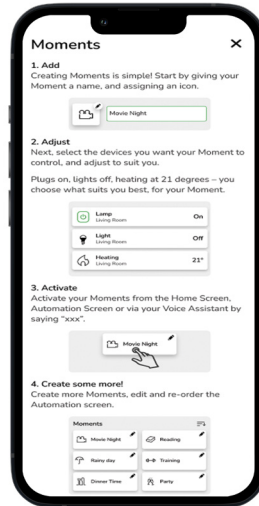 Moments
1. Add
Creating Moments is simple! Start by giving your
Moment a name, and assigning an icon.
Movie Night
2. Adjust
Next, select the devices you want your Moment to
control, and adjust to suit you.
Plugs on, lights off, heating at 21 degrees – you
choose what suits you best, for your Moment.
Lamp
Living Room
On
Light
Living Room
Off
Heating
Living Room
21°
3. Activate
Activate your Moments from the Home Screen,
Automation Screen or via your Voice Assistant by
saying "xxx".
Movie Night
4. Create some more!
Create more Moments, edit and re-order the
Automation screen.
Moments
Movie Night
Reading
Rainy day
Training
Dinner Time
Party